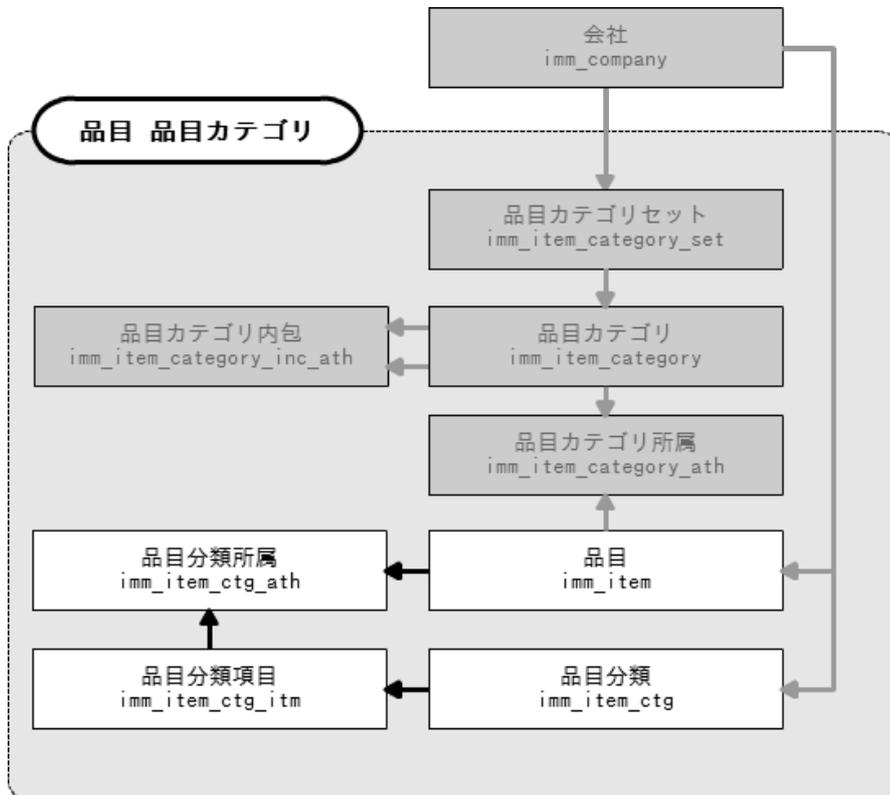 会社
imm_company
品目 品目カテゴリ
品目カテゴリセット
imm_item_category_set
品目カテゴリ内包
imm_item_category_inc_ath
品目カテゴリ
imm_item_category
品目カテゴリ所属
imm_item_category_ath
品目分類所属
imm_item_ctg_ath
品目
imm_item
品目分類項目
imm_item_ctg_itm
品目分類
imm_item_ctg